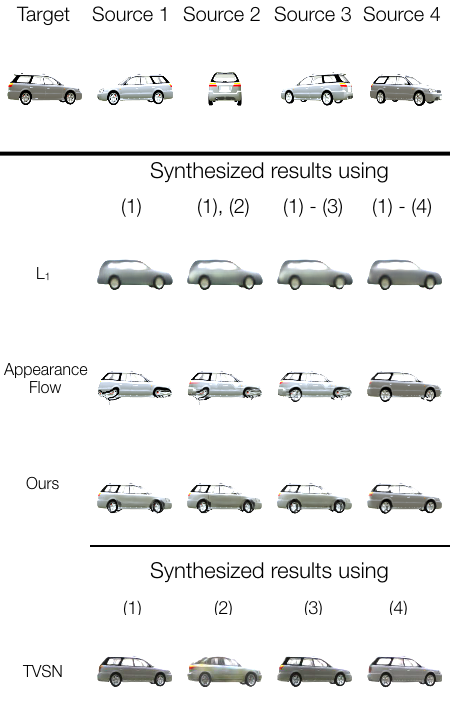 Target Source 1 Source 2 Source 3 Source 4
Synthesized results using
(1) (1), (2) (1) - (3) (1) - (4)
L₁
Appearance
Flow
Ours
Synthesized results using
(1) (2) (3) (4)
TVSN